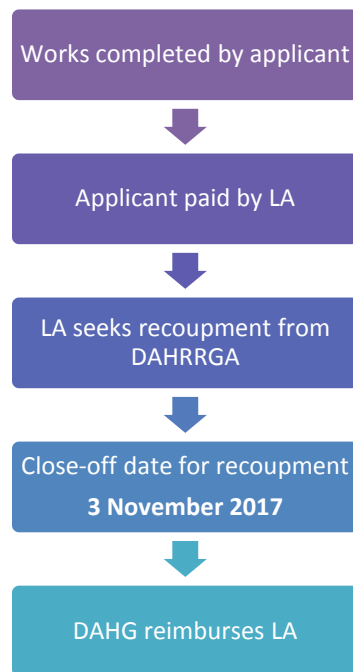 Works completed by applicant
Applicant paid by LA
LA seeks recoupment from
DAHRRGA
Close-off date for recoupment
3 November 2017
DAHG reimburses LA